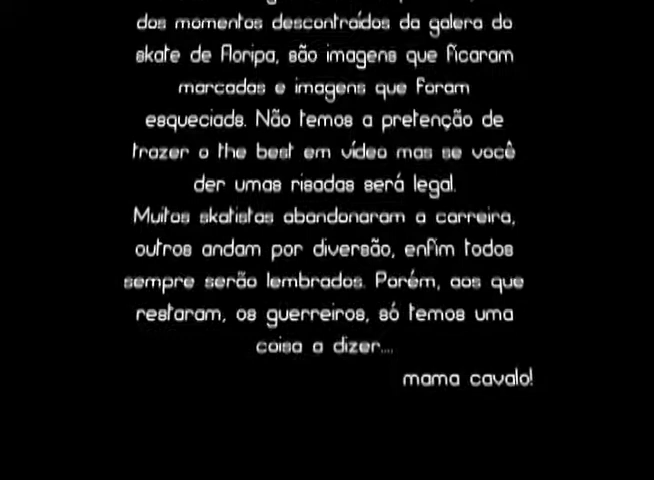 dos momentos descontraídos da galera do
skate de floripa, são imagens que ficaram
marcadas e imagens que foram
esqueciads. Não temos a pretenção de
trazer o the best em vídeo mas se você
der umas risadas será legal.
Muitos skatistas abandonaram a carreira,
outros andam por diversão, enfim todos
sempre serão lembrados. Parém, aos que
restaram, os guerreiros, só temos uma
coisa a dizer....
mama cavalo!